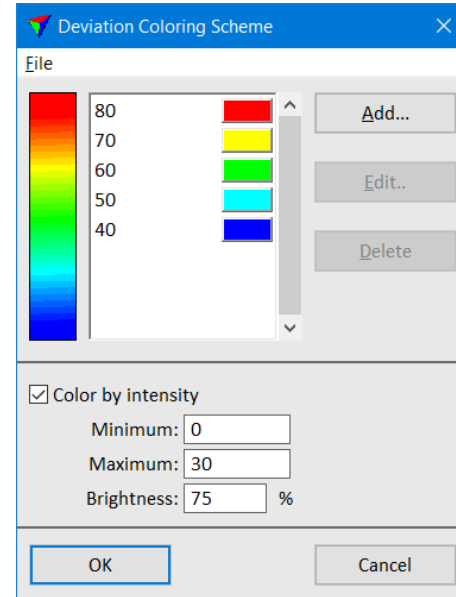 Deviation Coloring Scheme
File
80
70
60
50
40
Add...
Edit..
Delete
Color by intensity
Minimum: 0
Maximum: 30
Brightness: 75 %
OK
Cancel